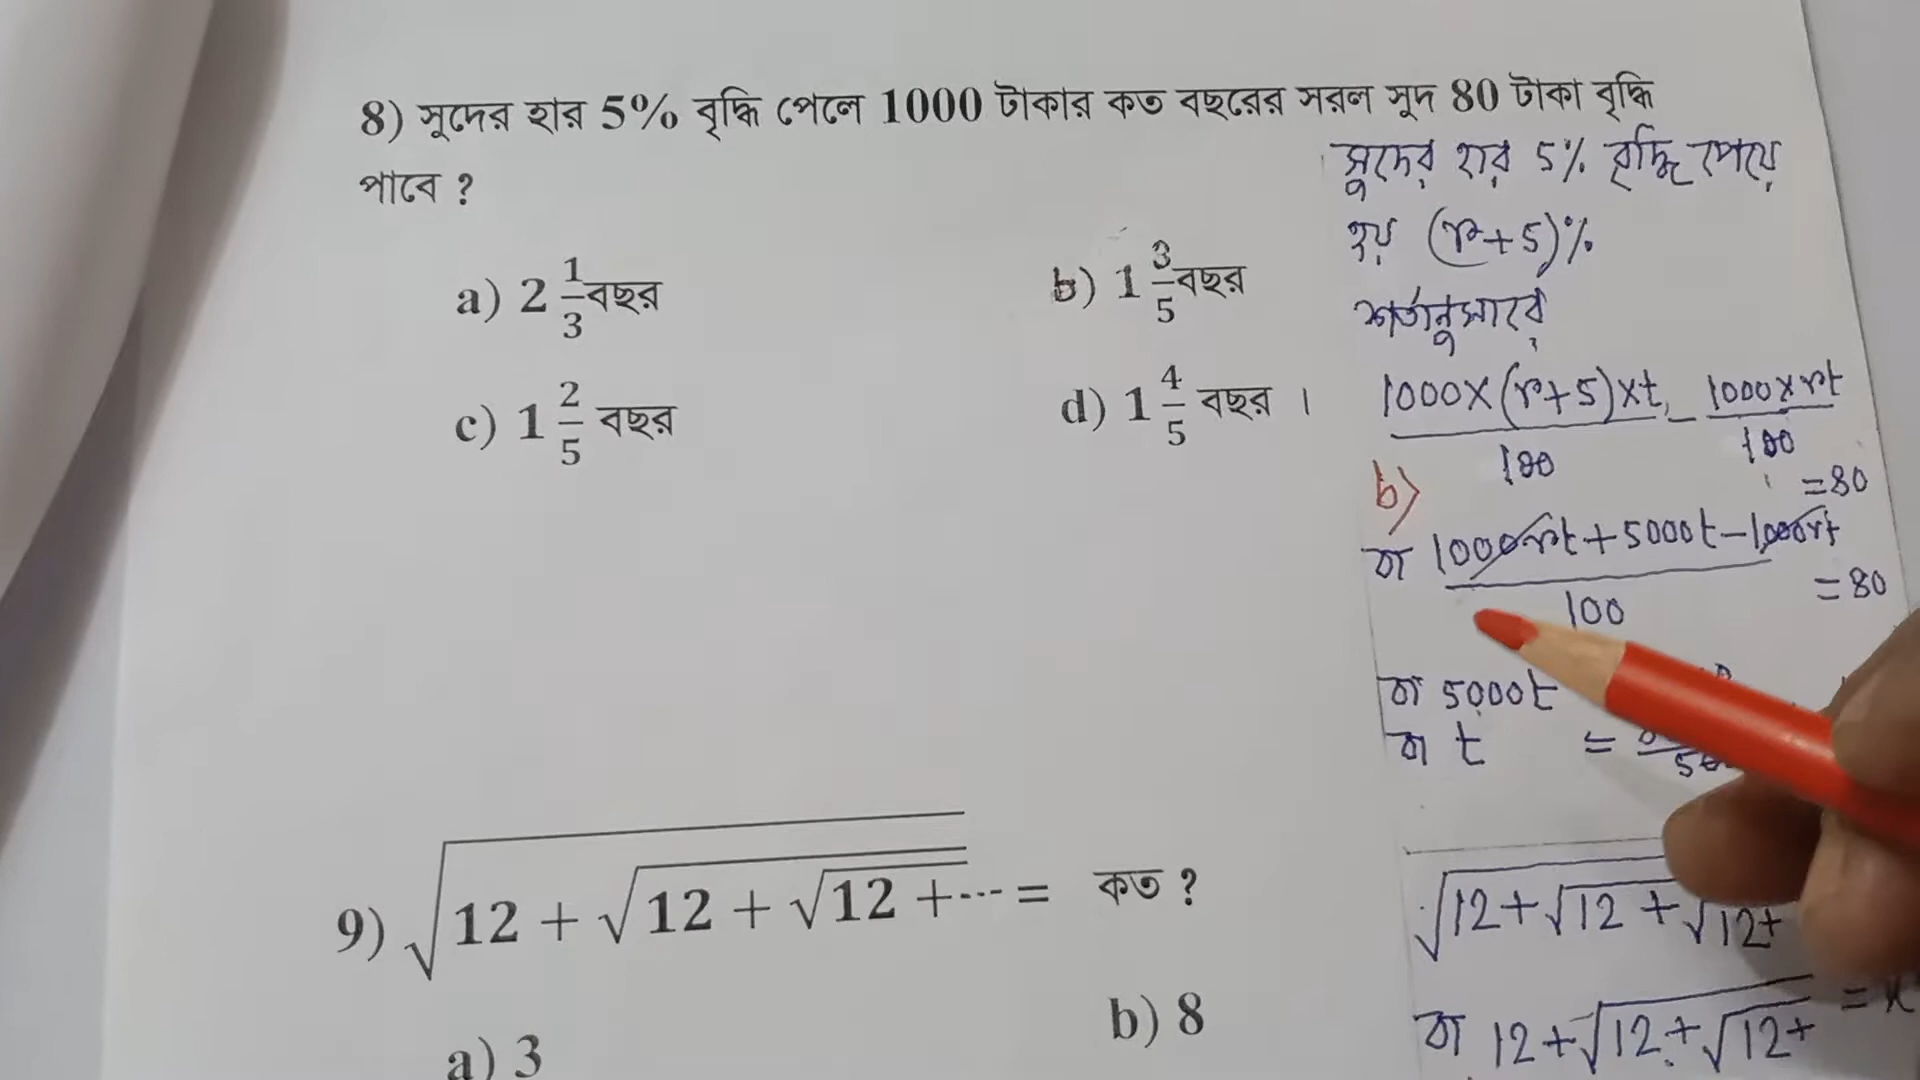 8) সুদের হার 5% বৃদ্ধি পেলে 1000 টাকার কত বছরের সরল সুদ 80 টাকা বৃদ্ধি
পাবে ?
a) 2 1/3 বছর
b) 1 3/5 বছর
c) 1 2/5 বছর
d) 1 4/5 বছর ।
সুদের হার 5% বৃদ্ধি পেয়ে
হয় (r+5)%
শর্তানুসারে
1000×(r+5)×t/100 - 1000×rt/100
=80
b)
বা 1000rt+5000t-1000rt/100 =80
বা 5000t
বা t =
9) √12 + √12 + √12 +--- = কত ?
a) 3
b) 8
√12+√12+√12+
বা 12+√12+√12+ =